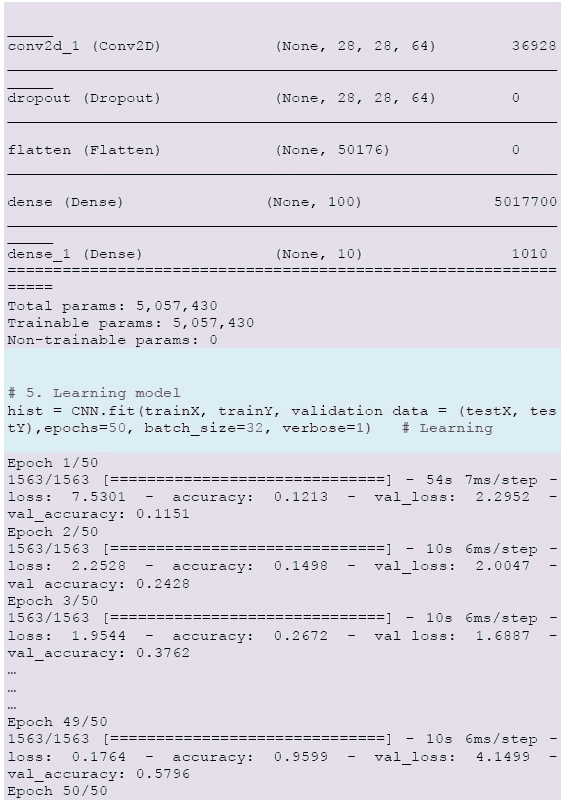 conv2d_1 (Conv2D) (None, 28, 28, 64) 36928
dropout (Dropout) (None, 28, 28, 64) 0
flatten (Flatten) (None, 50176) 0
dense (Dense) (None, 100) 5017700
dense_1 (Dense) (None, 10) 1010
=============================================================
=====
Total params: 5,057,430
Trainable params: 5,057,430
Non-trainable params: 0
# 5. Learning model
hist = CNN.fit(trainX, trainY, validation data = (testX, tes
tY),epochs=50, batch_size=32, verbose=1) # Learning
Epoch 1/50
1563/1563 [==============================] - 54s 7ms/step -
loss: 7.5301 - accuracy: 0.1213 - val_loss: 2.2952 -
val_accuracy: 0.1151
Epoch 2/50
1563/1563 [==============================] - 10s 6ms/step -
loss: 2.2528 - accuracy: 0.1498 - val_loss: 2.0047 -
val accuracy: 0.2428
Epoch 3/50
1563/1563 [==============================] - 10s 6ms/step -
loss: 1.9544 - accuracy: 0.2672 - val loss: 1.6887 -
val_accuracy: 0.3762
…
…
…
Epoch 49/50
1563/1563 [==============================] - 10s 6ms/step -
loss: 0.1764 - accuracy: 0.9599 - val_loss: 4.1499 -
val_accuracy: 0.5796
Epoch 50/50